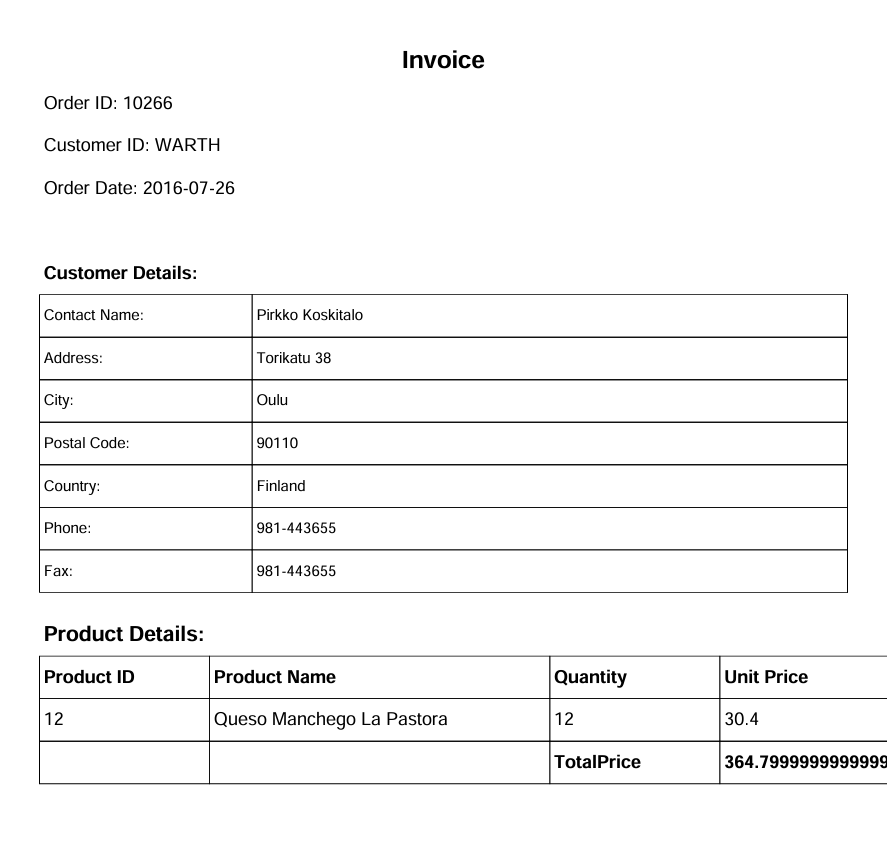 Invoice
Order ID: 10266
Customer ID: WARTH
Order Date: 2016-07-26
Customer Details:
Contact Name: Pirkko Koskitalo
Address: Torikatu 38
City: Oulu
Postal Code: 90110
Country: Finland
Phone: 981-443655
Fax: 981-443655
Product Details:
Product ID Product Name Quantity Unit Price
12 Queso Manchego La Pastora 12 30.4
TotalPrice 364.7999999999999